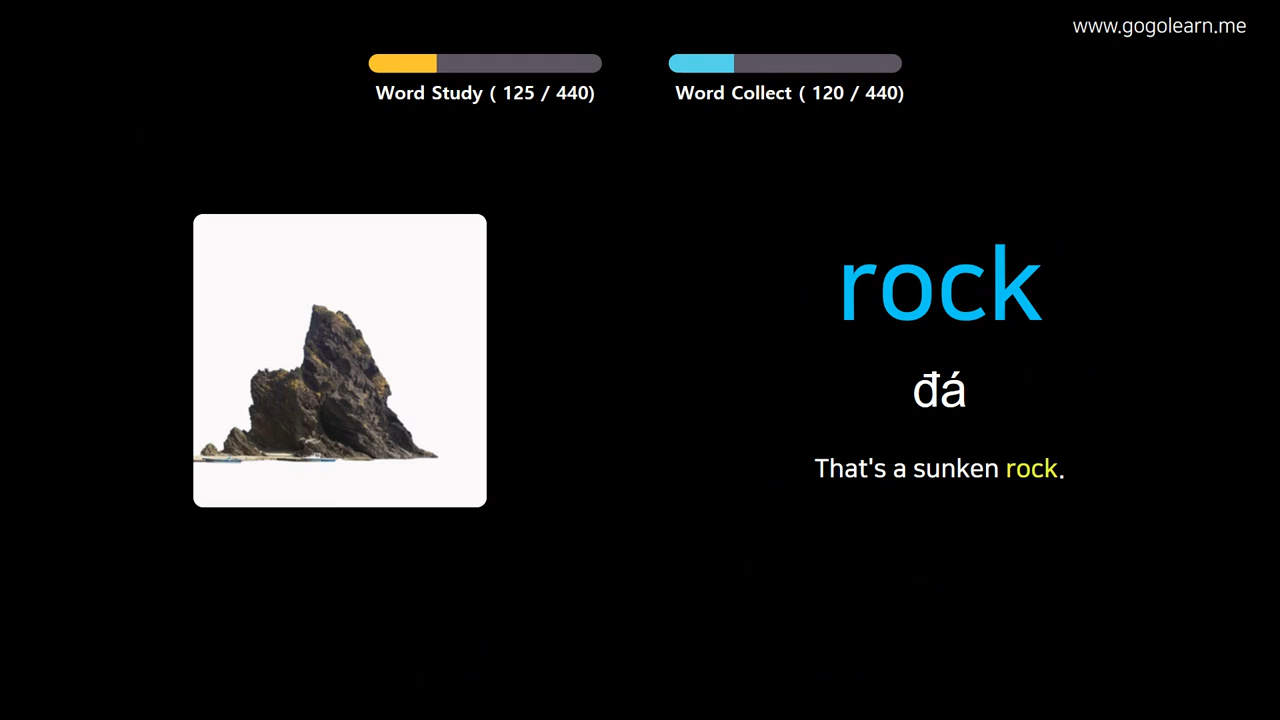 www.gogolearn.me
Word Study ( 125 / 440)
Word Collect ( 120 / 440)
rock
đá
That's a sunken rock.